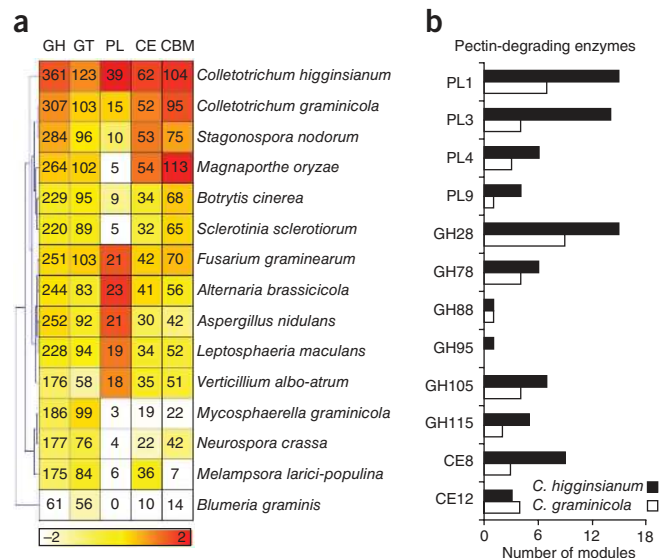 a
GH GT PL CE CBM
361 123 39 62 104 Colletotrichum higginsianum
307 103 15 52 95 Colletotrichum graminicola
284 96 10 53 75 Stagonospora nodorum
264 102 5 54 113 Magnaporthe oryzae
229 95 9 34 68 Botrytis cinerea
220 89 5 32 65 Sclerotinia sclerotiorum
251 103 21 42 70 Fusarium graminearum
244 83 23 41 56 Alternaria brassicicola
252 92 21 30 42 Aspergillus nidulans
228 94 19 34 52 Leptosphaeria maculans
176 58 18 35 51 Verticillium albo-atrum
186 99 3 19 22 Mycosphaerella graminicola
177 76 4 22 42 Neurospora crassa
175 84 6 36 7 Melampsora larici-populina
61 56 0 10 14 Blumeria graminis
–2 2
b
Pectin-degrading enzymes
PL1
PL3
PL4
PL9
GH28
GH78
GH88
GH95
GH105
GH115
CE8
CE12
C. higginsianum
C. graminicola
0 6 12 18
Number of modules